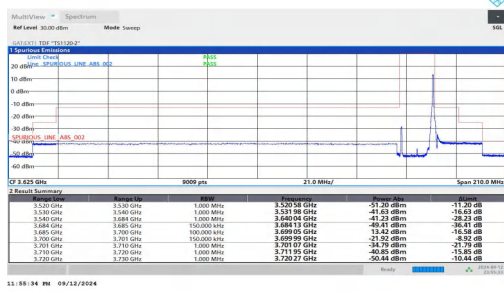 MultiView Spectrum
Ref Level 30.00 dBm Mode Sweep SGL
GAT:EXT1 TDF "TS1120-2"
1 Spurious Emissions
Limit Check PASS
Line _SPURIOUS_LINE_ABS_002 PASS
20 dBm
10 dBm
0 dBm
-10 dBm
-20 dBm
-30 dBm
SPURIOUS_LINE_ABS_002
-40 dBm
-50 dBm
-60 dBm
CF 3.625 GHz 9009 pts 21.0 MHz/ Span 210.0 MHz
2 Result Summary
Range Low Range Up RBW Frequency Power Abs ΔLimit
3.520 GHz 3.530 GHz 1.000 MHz 3.520 58 GHz -51.20 dBm -11.20 dB
3.530 GHz 3.540 GHz 1.000 MHz 3.531 98 GHz -41.63 dBm -16.63 dB
3.540 GHz 3.684 GHz 1.000 MHz 3.640 04 GHz -41.23 dBm -28.23 dB
3.684 GHz 3.685 GHz 150.000 kHz 3.684 13 GHz -49.41 dBm -36.41 dB
3.685 GHz 3.700 GHz 100.000 kHz 3.699 05 GHz 13.42 dBm -16.58 dB
3.700 GHz 3.701 GHz 150.000 kHz 3.699 99 GHz -21.92 dBm -8.92 dB
3.701 GHz 3.710 GHz 1.000 MHz 3.701 07 GHz -34.79 dBm -21.79 dB
3.710 GHz 3.720 GHz 1.000 MHz 3.711 95 GHz -40.85 dBm -15.85 dB
3.720 GHz 3.730 GHz 1.000 MHz 3.720 27 GHz -50.44 dBm -10.44 dB
Ready
11:55:34 PM 09/12/2024